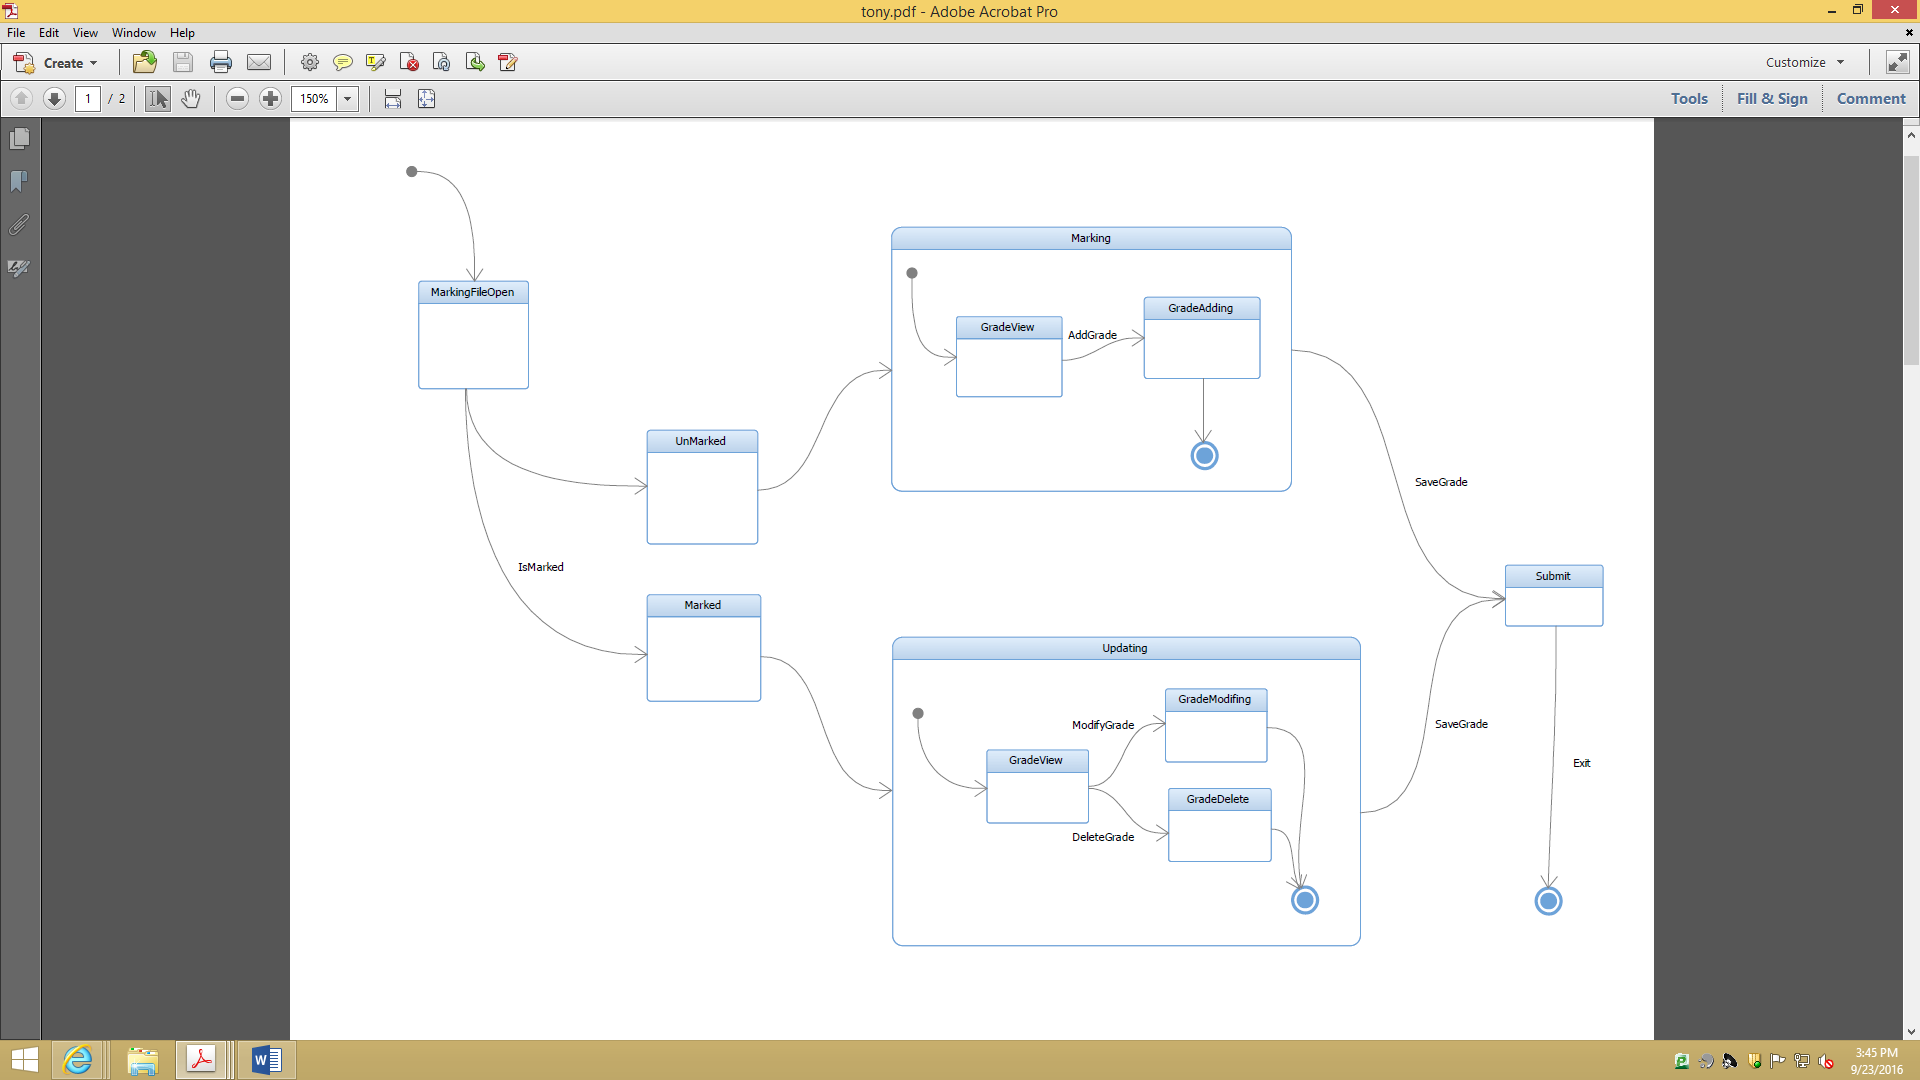 tony.pdf - Adobe Acrobat Pro
File Edit View Window Help
Create
Customize
1 / 2
150%
Tools Fill & Sign Comment
Marking
MarkingFileOpen
GradeAdding
GradeView
AddGrade
UnMarked
SaveGrade
IsMarked
Submit
Marked
Updating
GradeModifing
ModifyGrade
SaveGrade
GradeView
Exit
GradeDelete
DeleteGrade
3:45 PM
9/23/2016